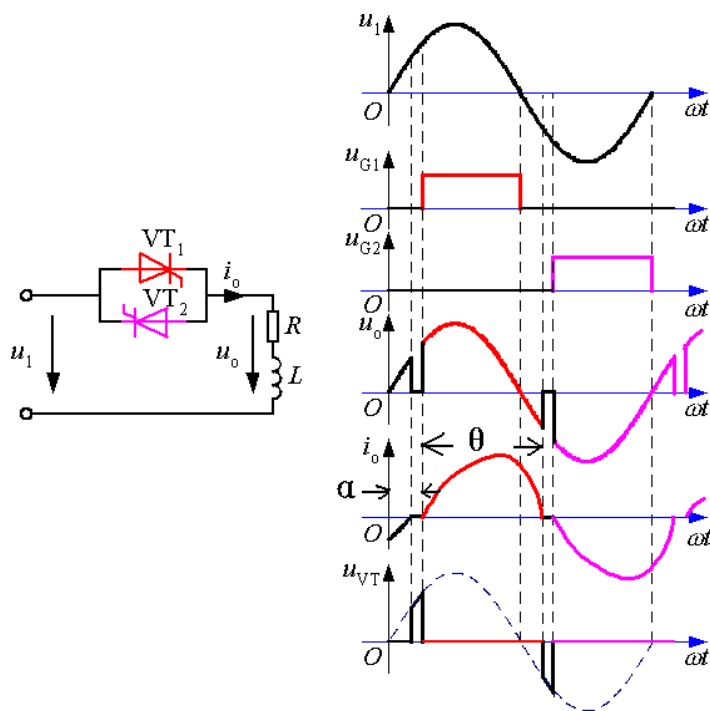 VT1
VT2
io
R
L
u1
uo
u1
O
ωt
uG1
O
ωt
uG2
O
ωt
uo
O
ωt
θ
io
α
O
ωt
uVT
O
ωt